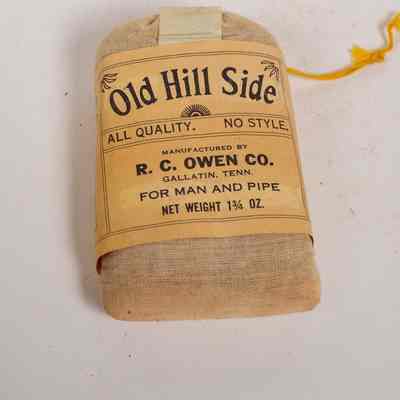 Old Hill Side
ALL QUALITY. NO STYLE.
MANUFACTURED BY
R. C. OWEN CO.
GALLATIN, TENN.
FOR MAN AND PIPE
NET WEIGHT 1¾ OZ.